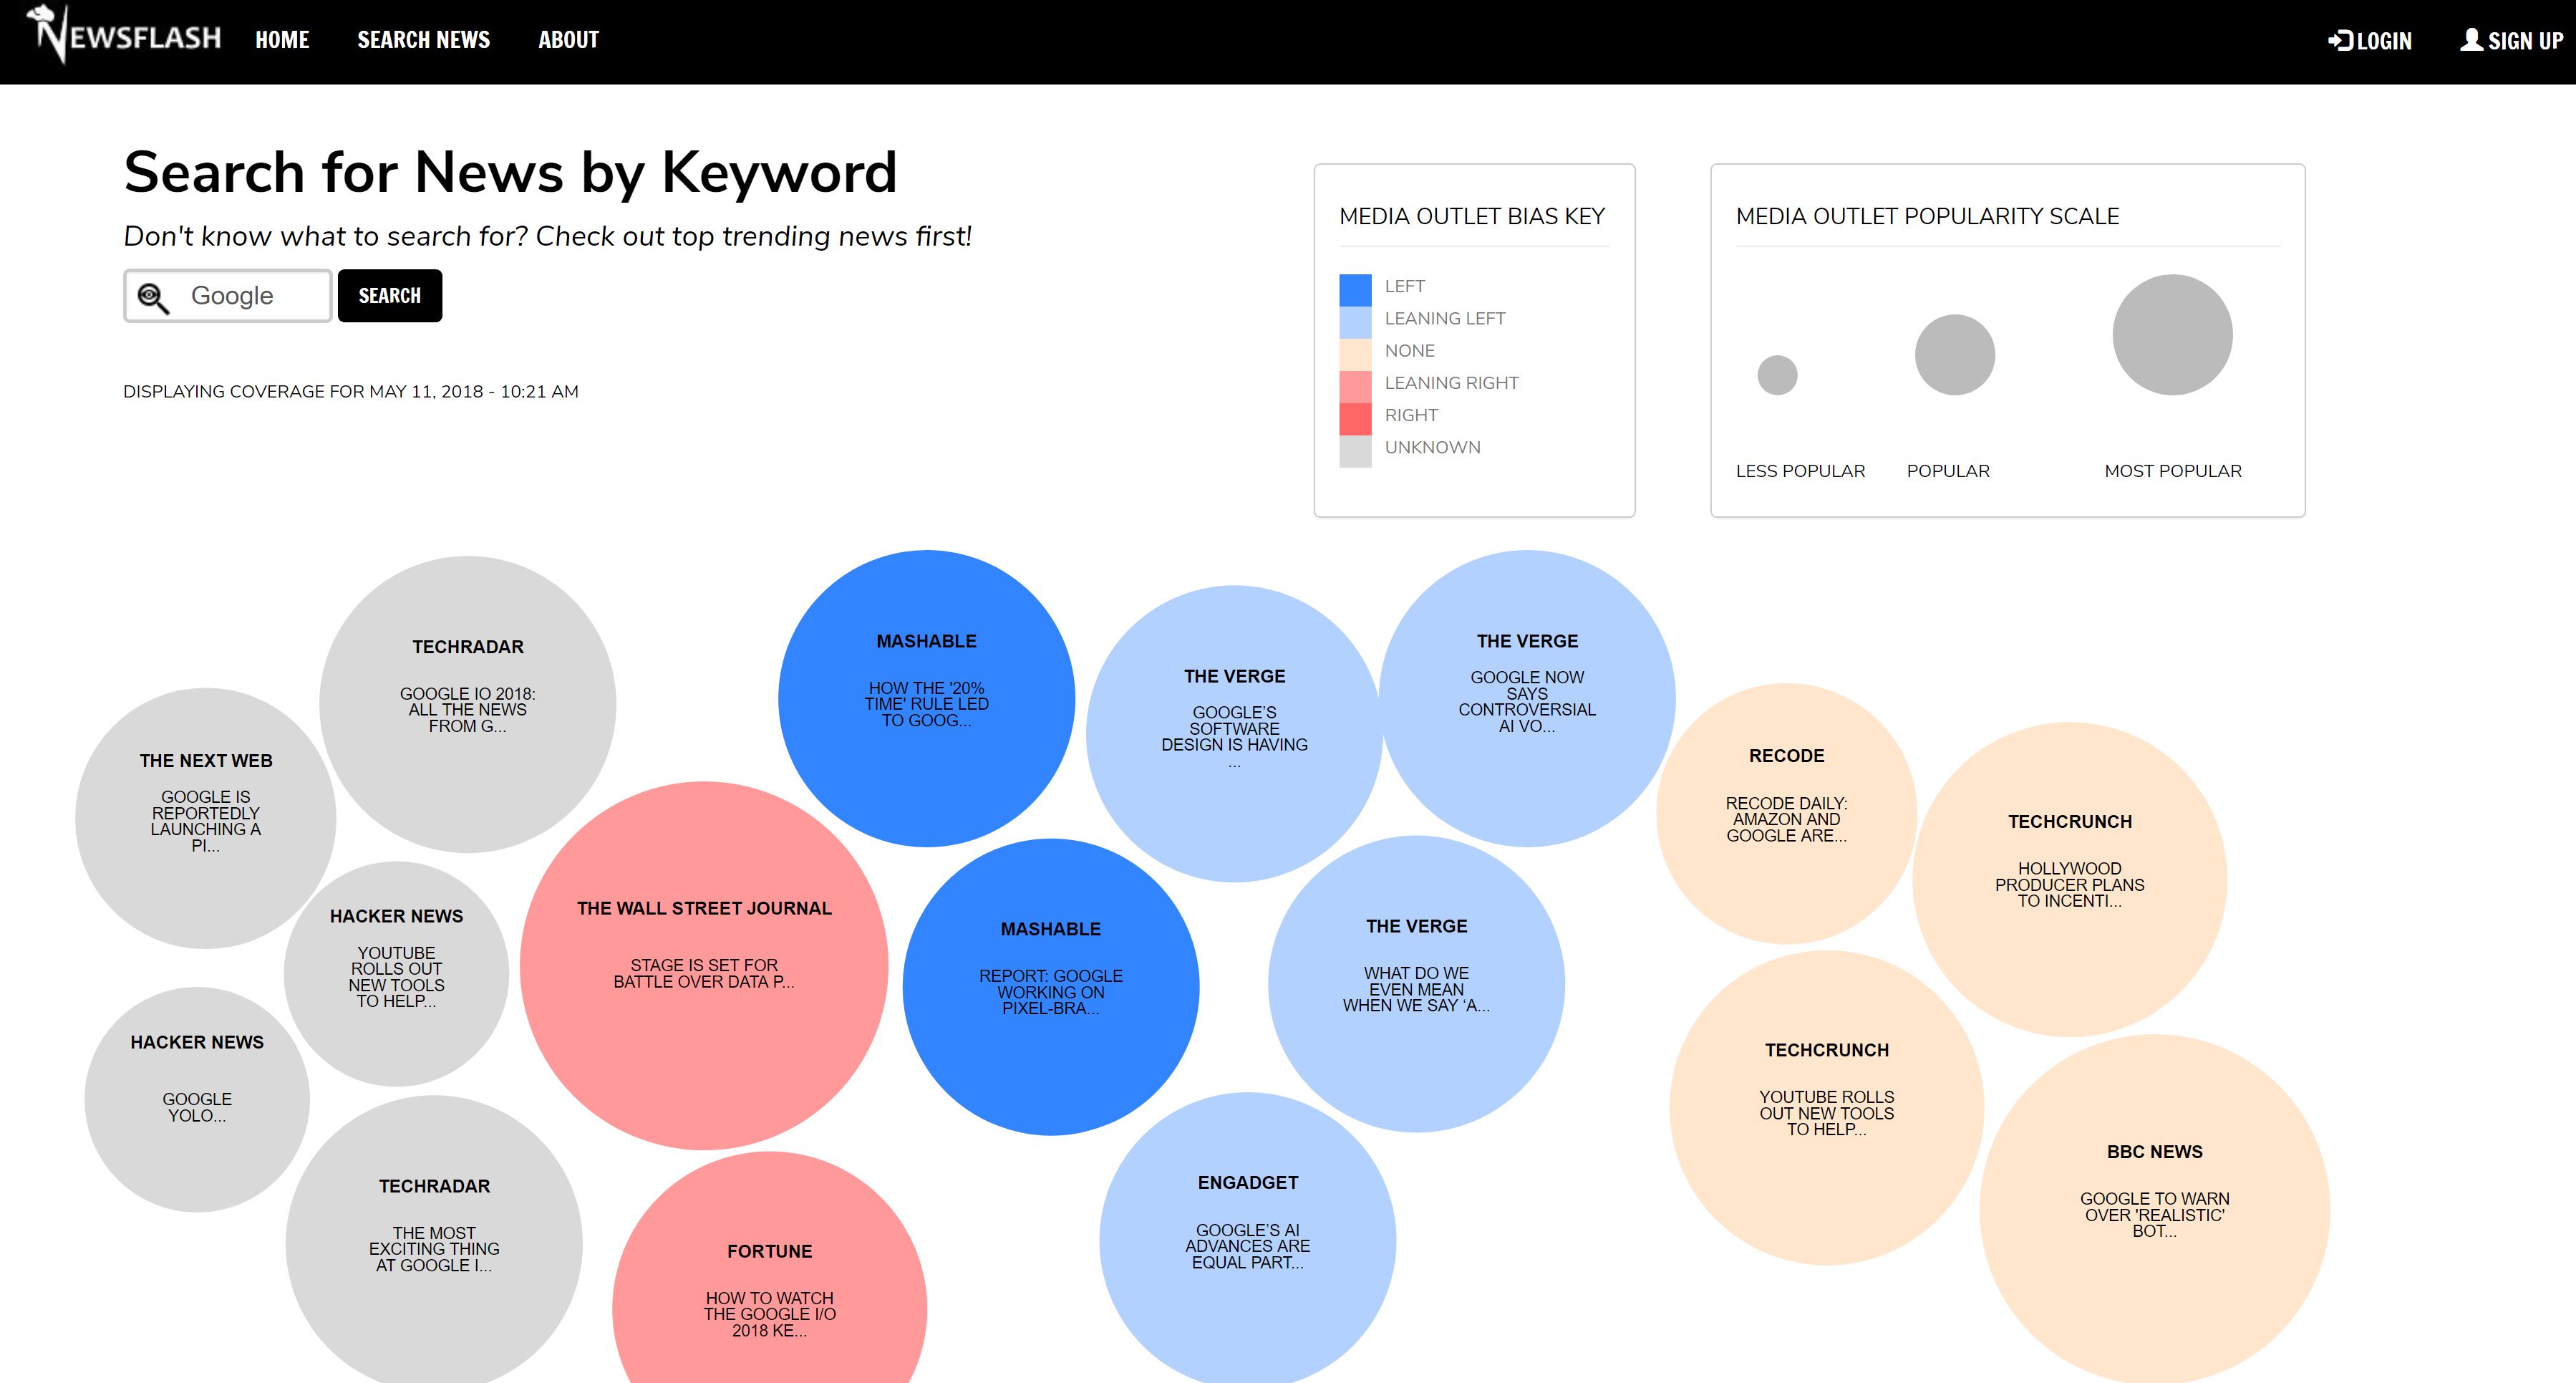 NEWSFLASH HOME SEARCH NEWS ABOUT LOGIN SIGN UP
Search for News by Keyword
Don't know what to search for? Check out top trending news first!
Google SEARCH
DISPLAYING COVERAGE FOR MAY 11, 2018 - 10:21 AM
MEDIA OUTLET BIAS KEY
LEFT
LEANING LEFT
NONE
LEANING RIGHT
RIGHT
UNKNOWN
MEDIA OUTLET POPULARITY SCALE
LESS POPULAR POPULAR MOST POPULAR
TECHRADAR
GOOGLE IO 2018:
ALL THE NEWS
FROM G...
THE NEXT WEB
GOOGLE IS
REPORTEDLY
LAUNCHING A
PI...
HACKER NEWS
YOUTUBE
ROLLS OUT
NEW TOOLS
TO HELP...
HACKER NEWS
GOOGLE
YOLO...
TECHRADAR
THE MOST
EXCITING THING
AT GOOGLE I...
THE WALL STREET JOURNAL
STAGE IS SET FOR
BATTLE OVER DATA P...
FORTUNE
HOW TO WATCH
THE GOOGLE I/O
2018 KE...
MASHABLE
HOW THE '20%
TIME' RULE LED
TO GOOG...
MASHABLE
REPORT: GOOGLE
WORKING ON
PIXEL-BRA...
THE VERGE
GOOGLE’S
SOFTWARE
DESIGN IS HAVING
...
THE VERGE
GOOGLE NOW
SAYS
CONTROVERSIAL
AI VO...
THE VERGE
WHAT DO WE
EVEN MEAN
WHEN WE SAY ‘A...
ENGADGET
GOOGLE’S AI
ADVANCES ARE
EQUAL PART...
RECODE
RECODE DAILY:
AMAZON AND
GOOGLE ARE...
TECHCRUNCH
HOLLYWOOD
PRODUCER PLANS
TO INCENTI...
TECHCRUNCH
YOUTUBE ROLLS
OUT NEW TOOLS
TO HELP...
BBC NEWS
GOOGLE TO WARN
OVER 'REALISTIC'
BOT...